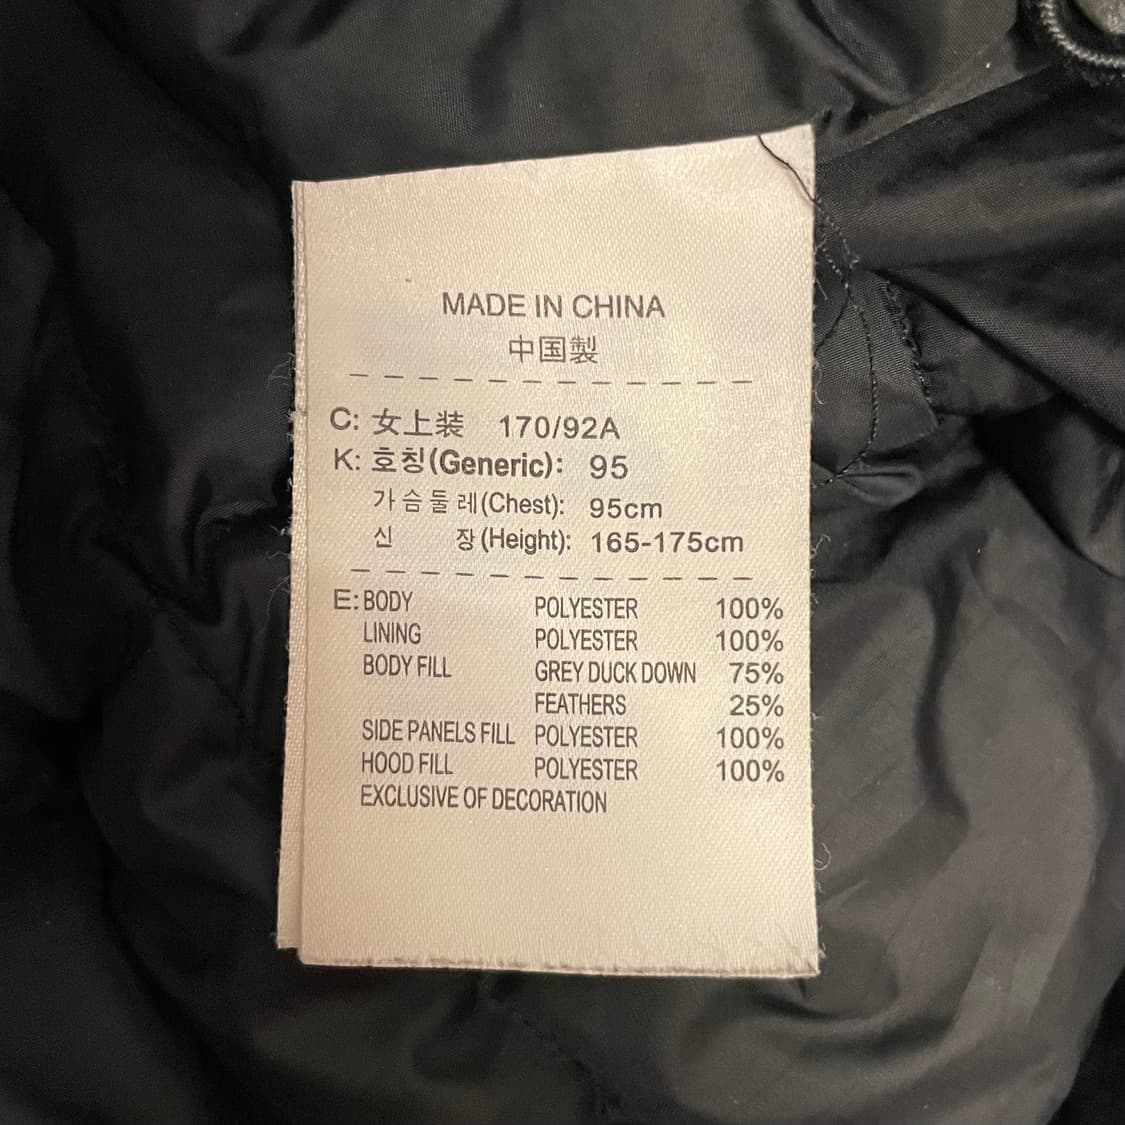 MADE IN CHINA
中国製
C: 女上装 170/92A
K: 호칭(Generic): 95
가슴둘레(Chest): 95cm
신 장(Height): 165-175cm
E: BODY POLYESTER 100%
LINING POLYESTER 100%
BODY FILL GREY DUCK DOWN 75%
FEATHERS 25%
SIDE PANELS FILL POLYESTER 100%
HOOD FILL POLYESTER 100%
EXCLUSIVE OF DECORATION